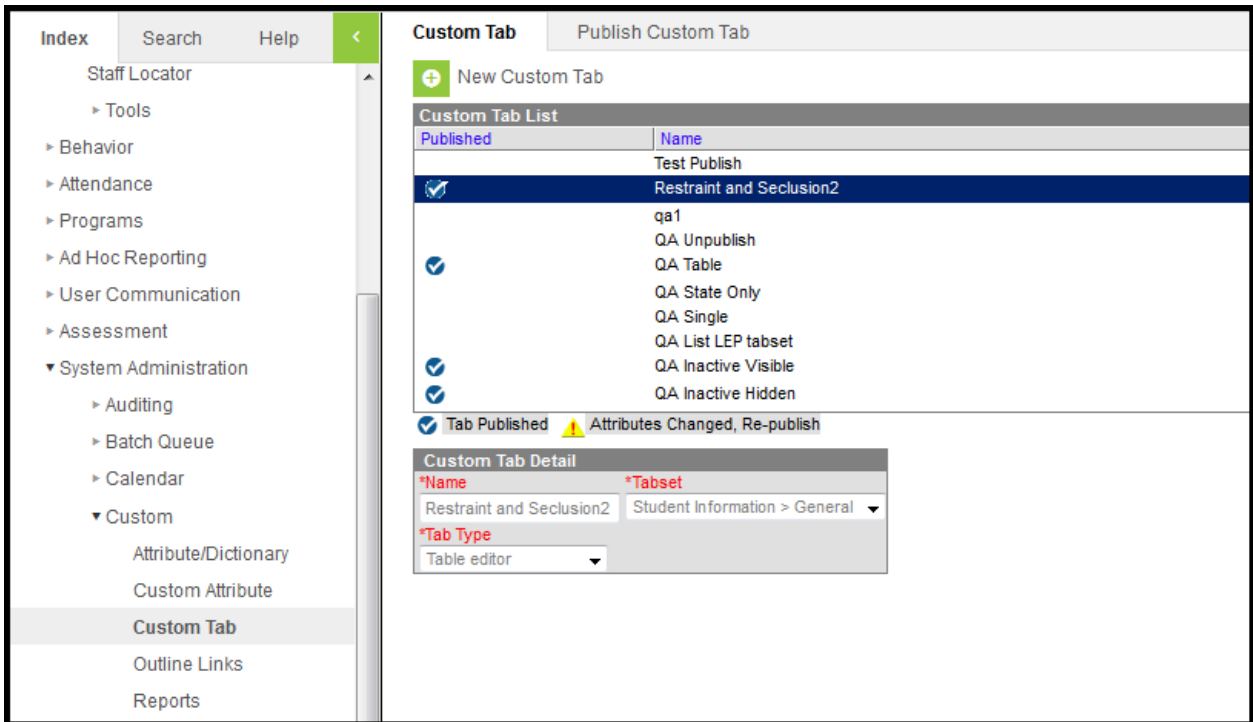 Index Search Help
Staff Locator
Tools
Behavior
Attendance
Programs
Ad Hoc Reporting
User Communication
Assessment
System Administration
Auditing
Batch Queue
Calendar
Custom
Attribute/Dictionary
Custom Attribute
Custom Tab
Outline Links
Reports
Custom Tab Publish Custom Tab
New Custom Tab
Custom Tab List
Published Name
Test Publish
Restraint and Seclusion2
qa1
QA Unpublish
QA Table
QA State Only
QA Single
QA List LEP tabset
QA Inactive Visible
QA Inactive Hidden
Tab Published Attributes Changed, Re-publish
Custom Tab Detail
*Name *Tabset
Restraint and Seclusion2 Student Information > General
*Tab Type
Table editor